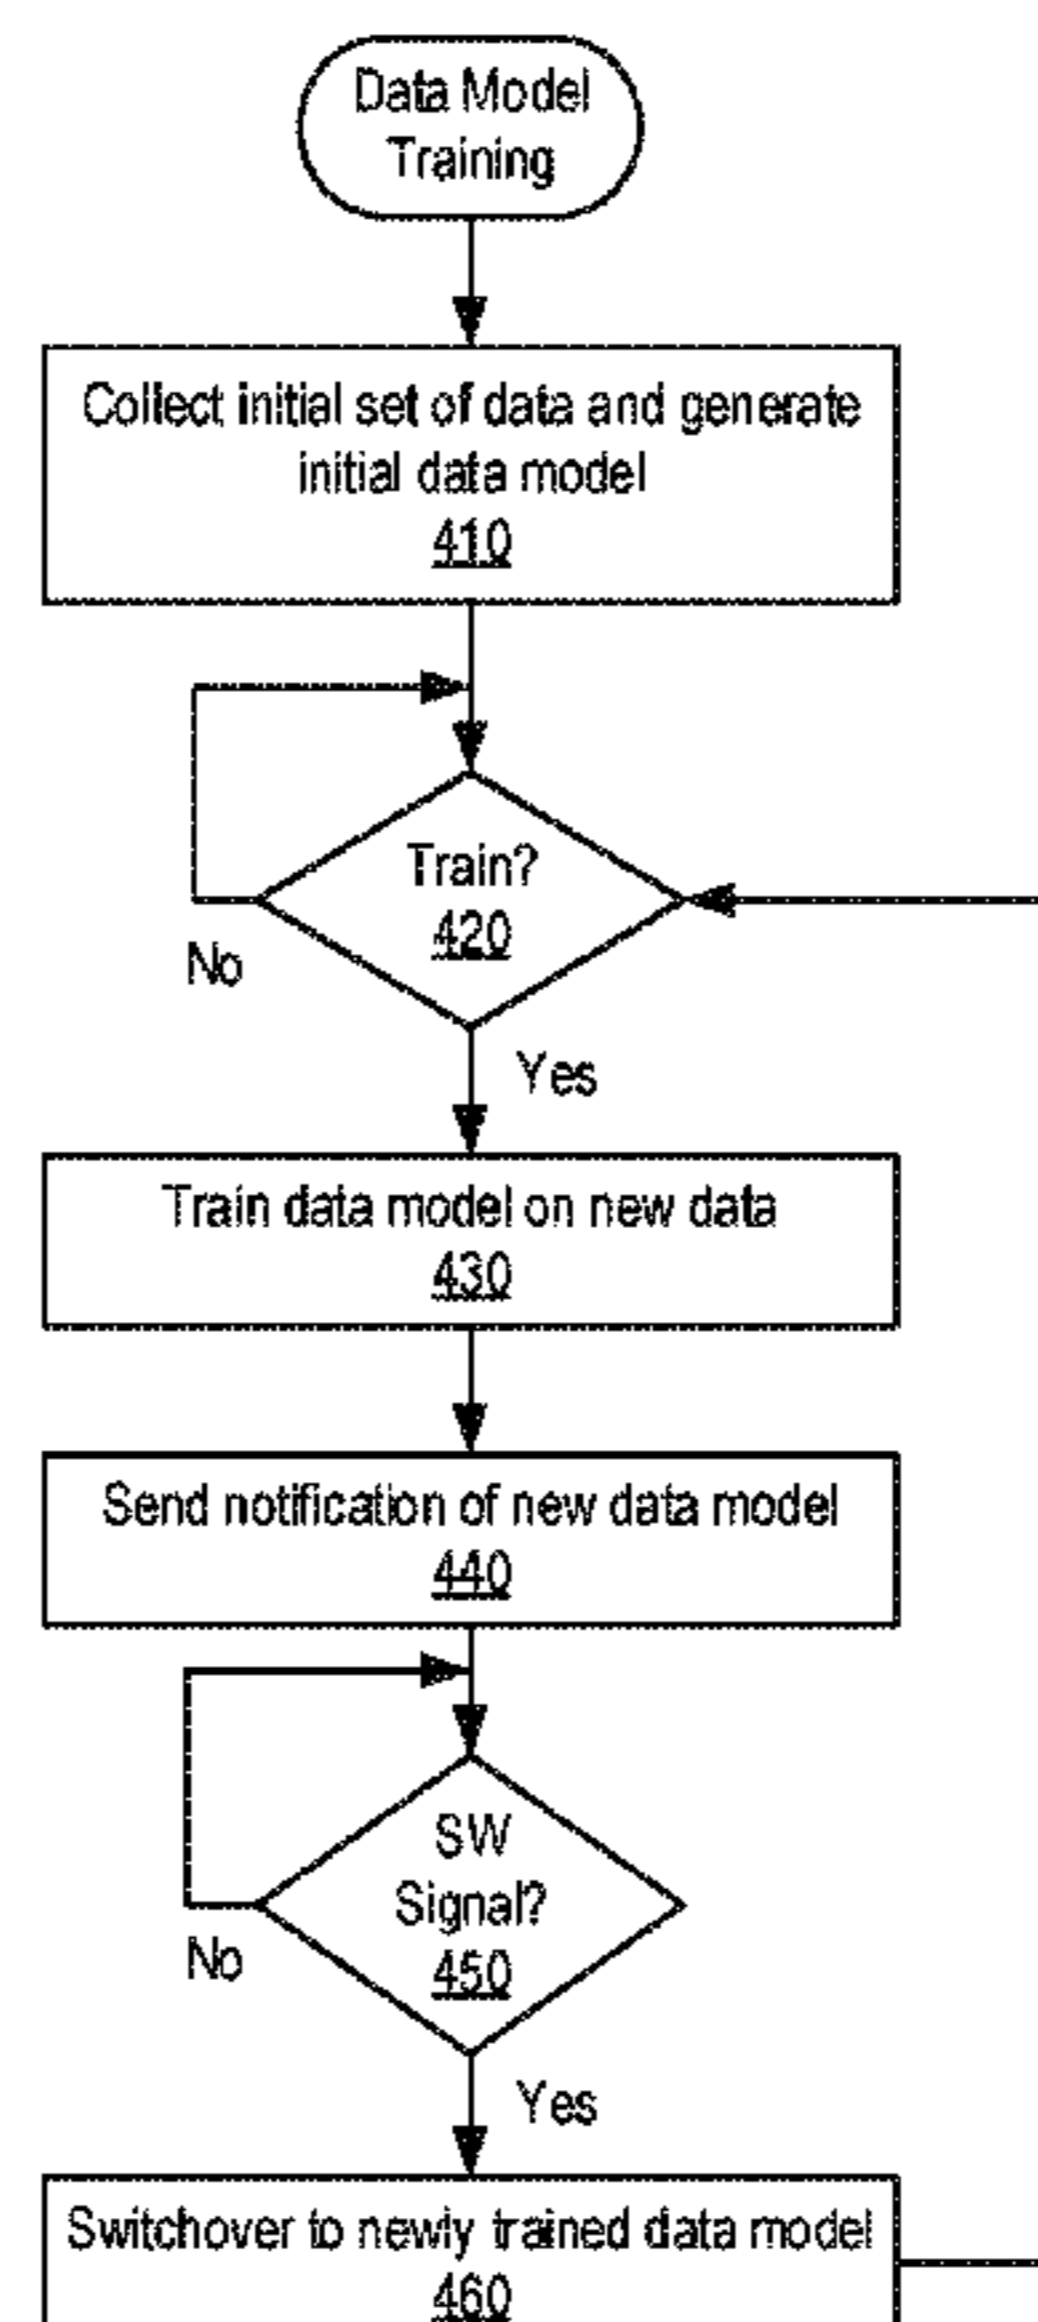 Data Model
Training
Collect initial set of data and generate
initial data model
410
Train?
420
No
Yes
Train data model on new data
430
Send notification of new data model
440
SW
Signal?
450
No
Yes
Switchover to newly trained data model
460